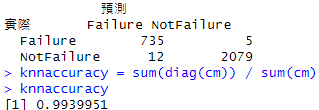 預測
實際 Failure NotFailure
Failure 735 5
NotFailure 12 2079
> knnaccuracy = sum(diag(cm)) / sum(cm)
> knnaccuracy
[1] 0.9939951